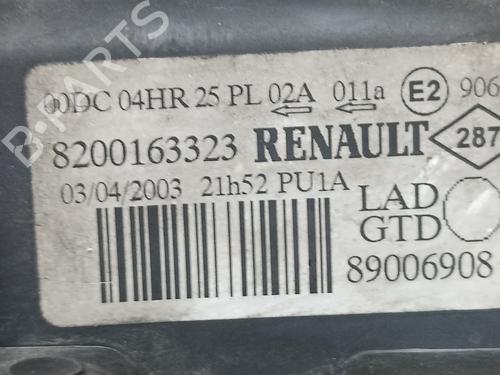 00DC 04HR 25 PL 02A 011a E2 906
8200163323 RENAULT 287
03/04/2003 21h52 PU1A
LAD
GTD
89006908
B-PARTS